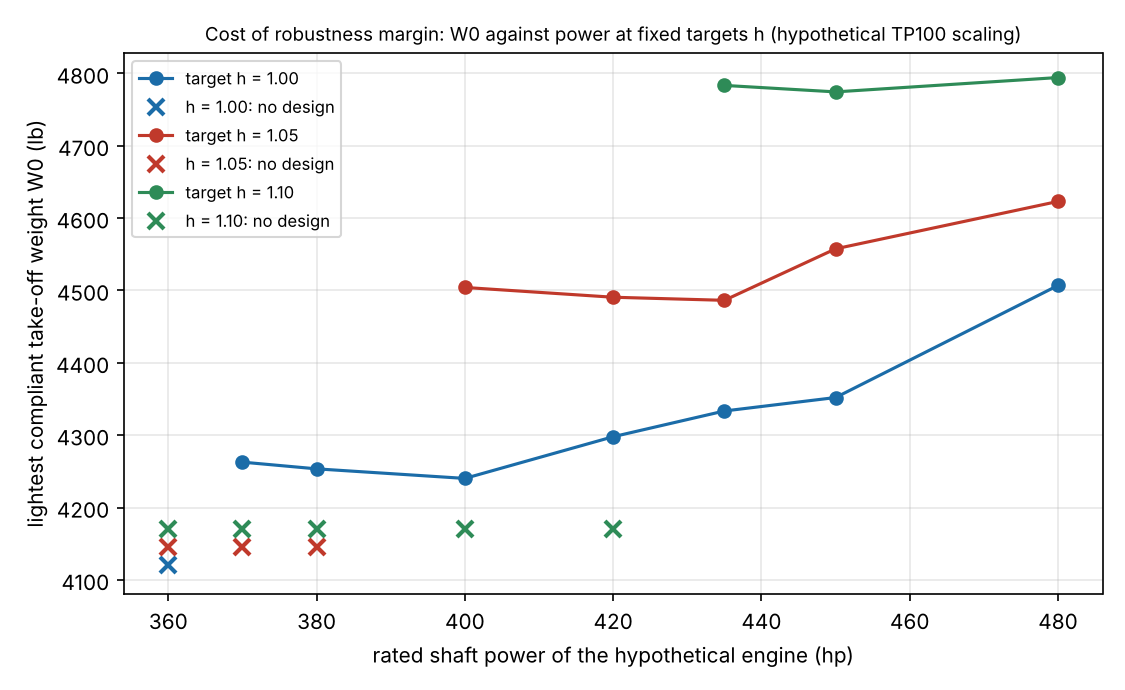 Cost of robustness margin: W0 against power at fixed targets h (hypothetical TP100 scaling)
target h = 1.00
h = 1.00: no design
target h = 1.05
h = 1.05: no design
target h = 1.10
h = 1.10: no design
lightest compliant take-off weight W0 (lb)
4800
4700
4600
4500
4400
4300
4200
4100
360 380 400 420 440 460 480
rated shaft power of the hypothetical engine (hp)